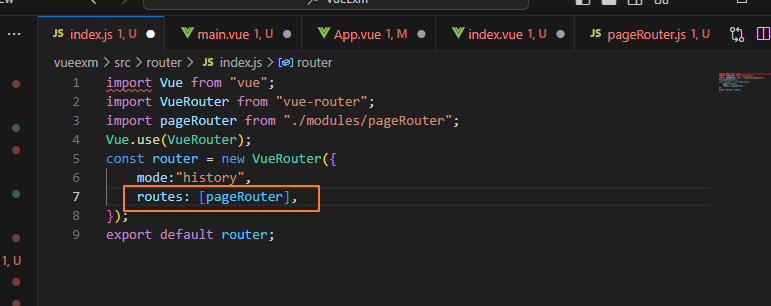 VueExm
index.js 1, U
main.vue 1, U
App.vue 1, M
index.vue 1, U
pageRouter.js 1, U
vueexm > src > router > JS index.js > router
1 import Vue from "vue";
2 import VueRouter from "vue-router";
3 import pageRouter from "./modules/pageRouter";
4 Vue.use(VueRouter);
5 const router = new VueRouter({
6 mode:"history",
7 routes: [pageRouter],
8 });
9 export default router;
1, U